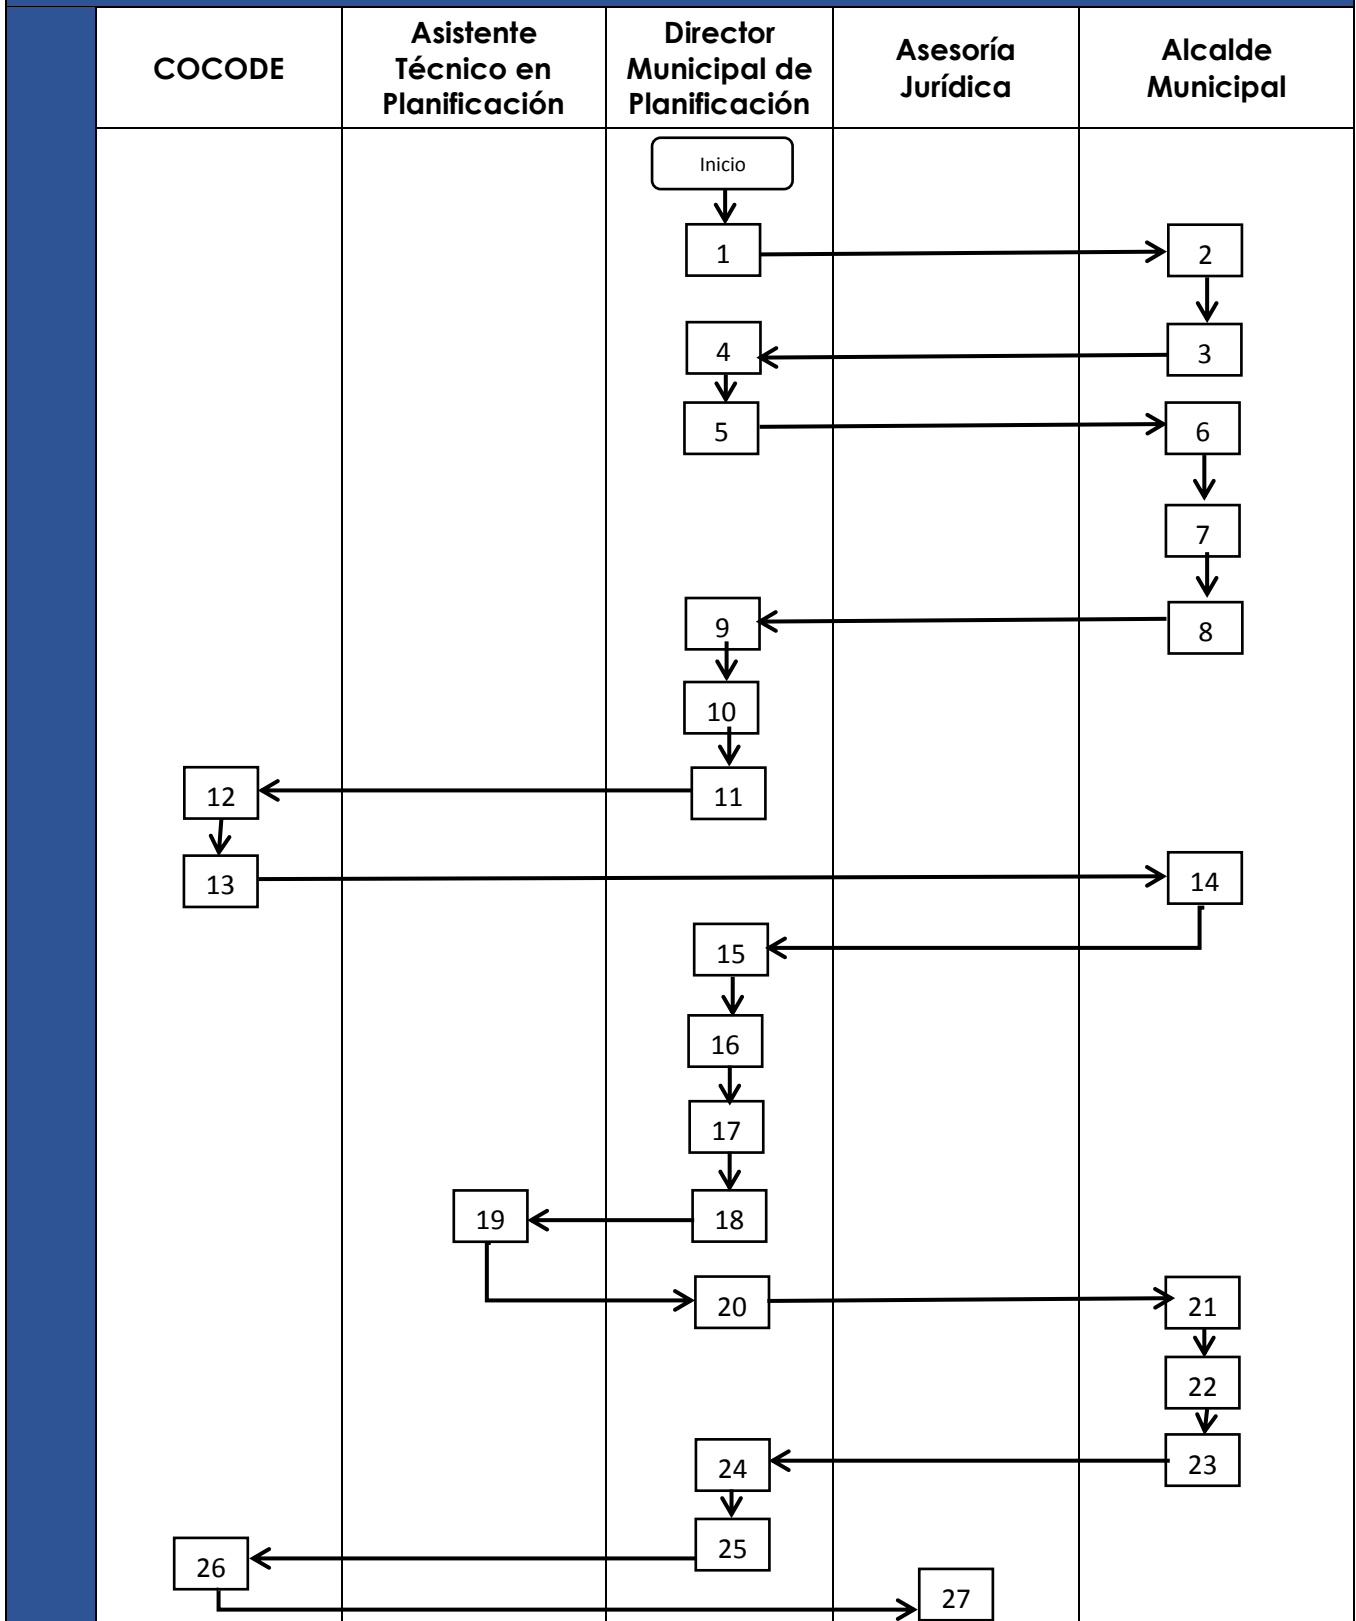 COCODE
Asistente
Técnico en
Planificación
Director
Municipal de
Planificación
Asesoría
Jurídica
Alcalde
Municipal
Inicio
1
2
4
3
5
6
7
9
8
10
12
11
13
14
15
16
17
19
18
20
21
22
24
23
25
26
27